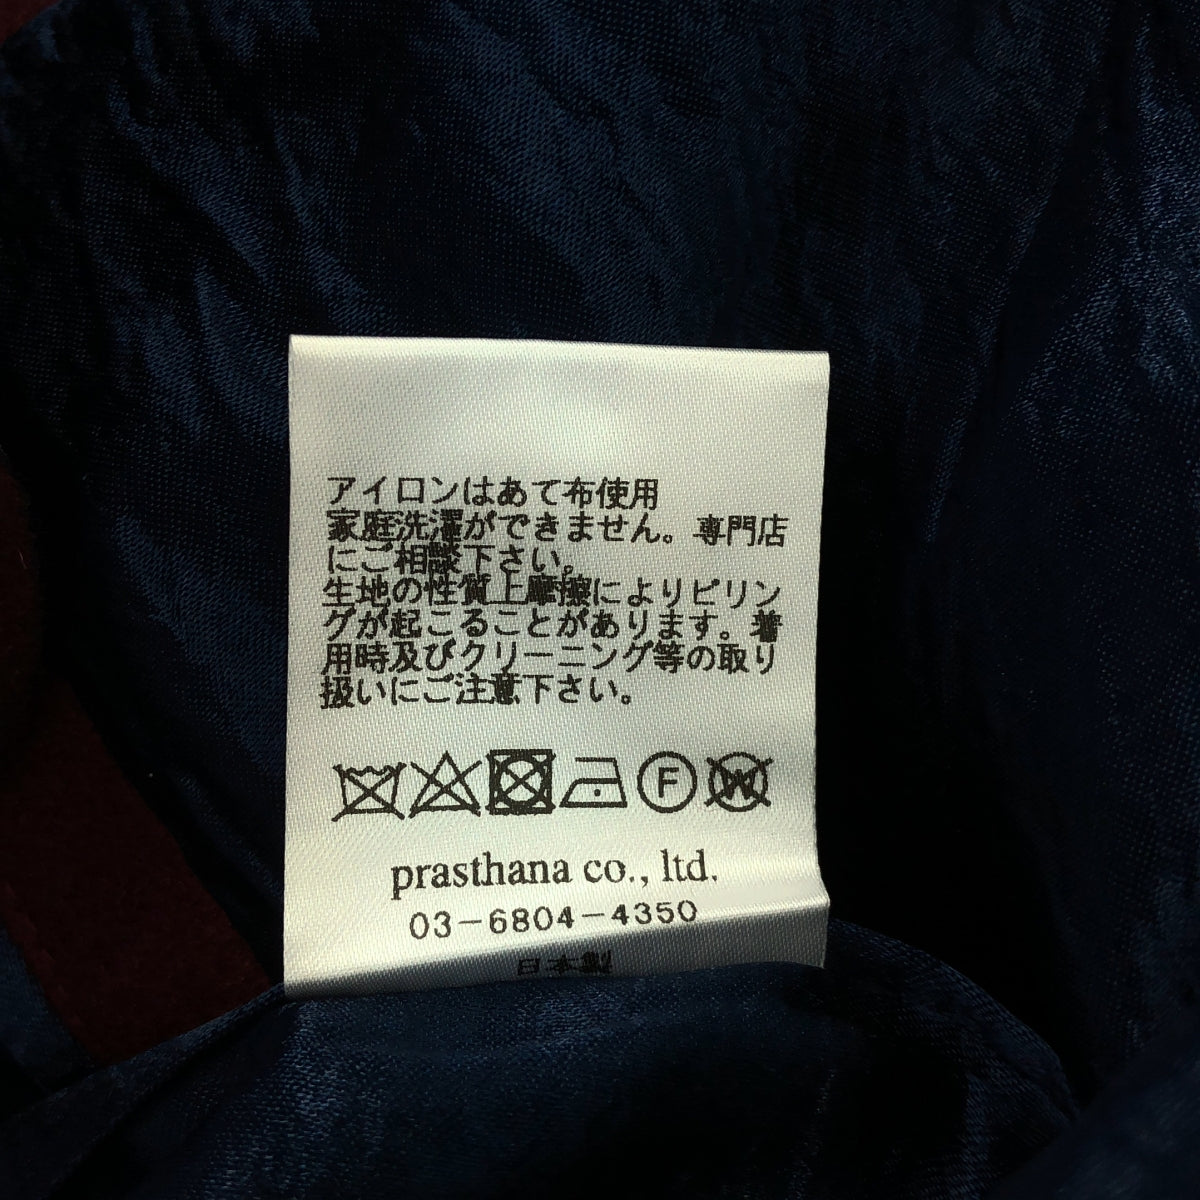 アイロンはあて布使用
家庭洗濯ができません。専門店
にご相談下さい。
生地の性質上摩擦によりピリン
グが起こることがあります。着
用時及びクリーニング等の取り
扱いにご注意下さい。
F W
prasthana co., ltd.
03-6804-4350
日本製